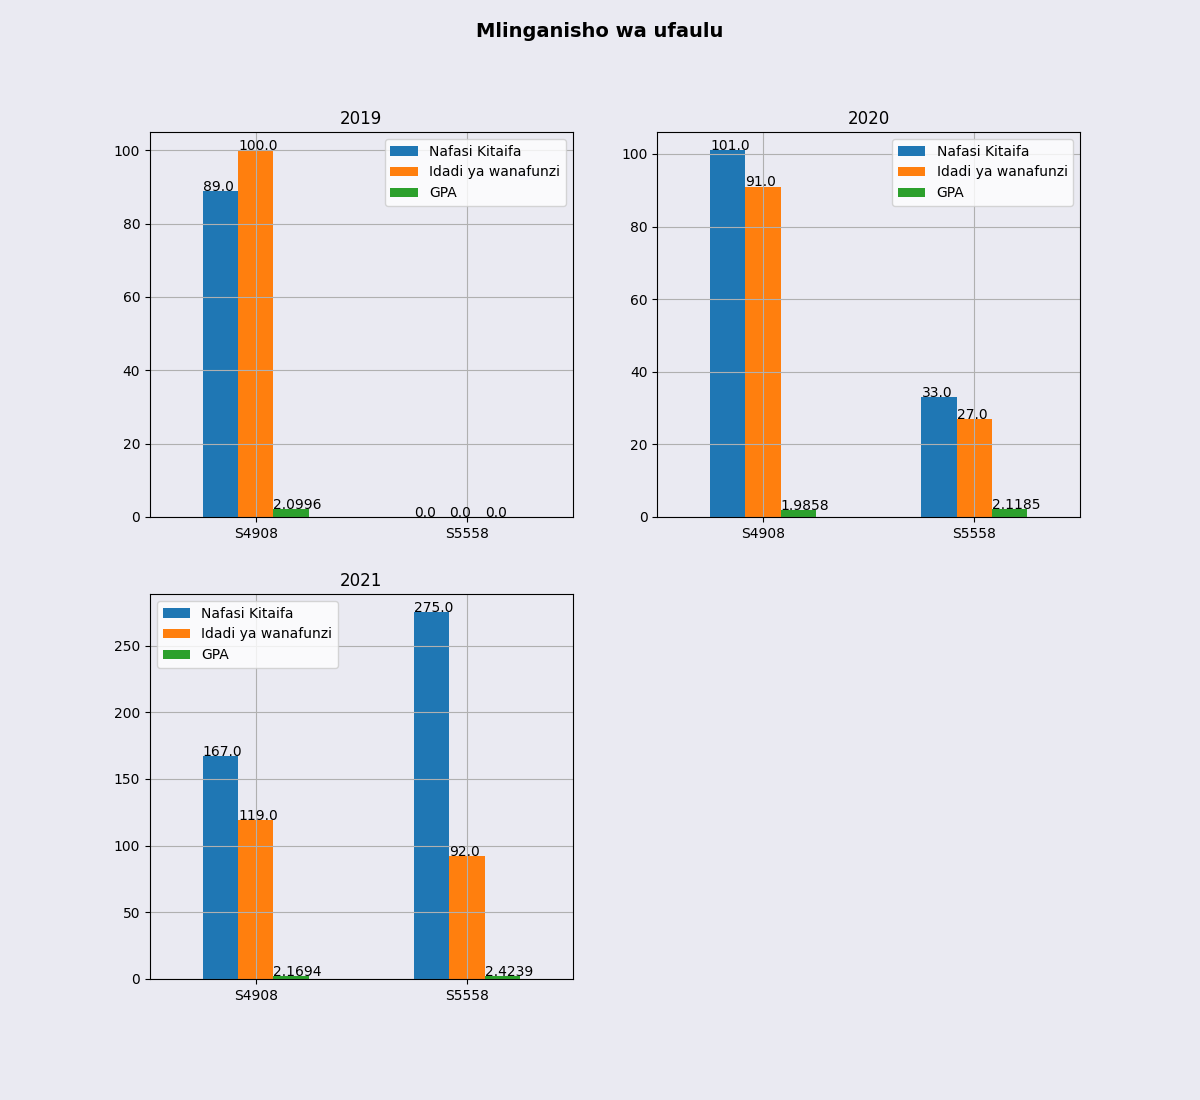 Mlinganisho wa ufaulu
2019
100
80
60
40
20
0
89.0
100.0
2.0996
0.0
0.0
0.0
Nafasi Kitaifa
Idadi ya wanafunzi
GPA
S4908
S5558
2020
100
80
60
40
20
0
101.0
91.0
1.9858
33.0
27.0
2.1185
Nafasi Kitaifa
Idadi ya wanafunzi
GPA
S4908
S5558
2021
Nafasi Kitaifa
Idadi ya wanafunzi
GPA
250
200
150
100
50
0
167.0
119.0
2.1694
275.0
92.0
2.4239
S4908
S5558